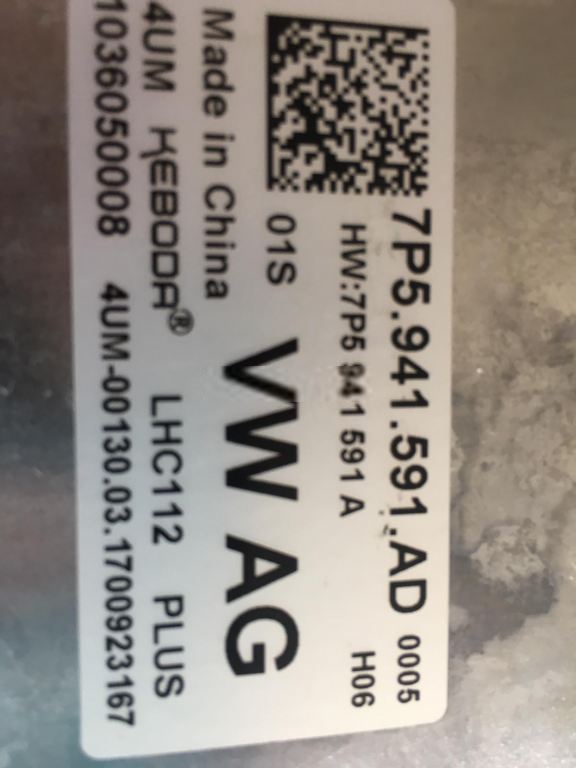 7P5.941.591.AD 0005
HW:7P5 941 591 A H06
01S VW AG
Made in China
4UM KEBODA® LHC112 PLUS
1036050008 4UM-00130.03.1700923167